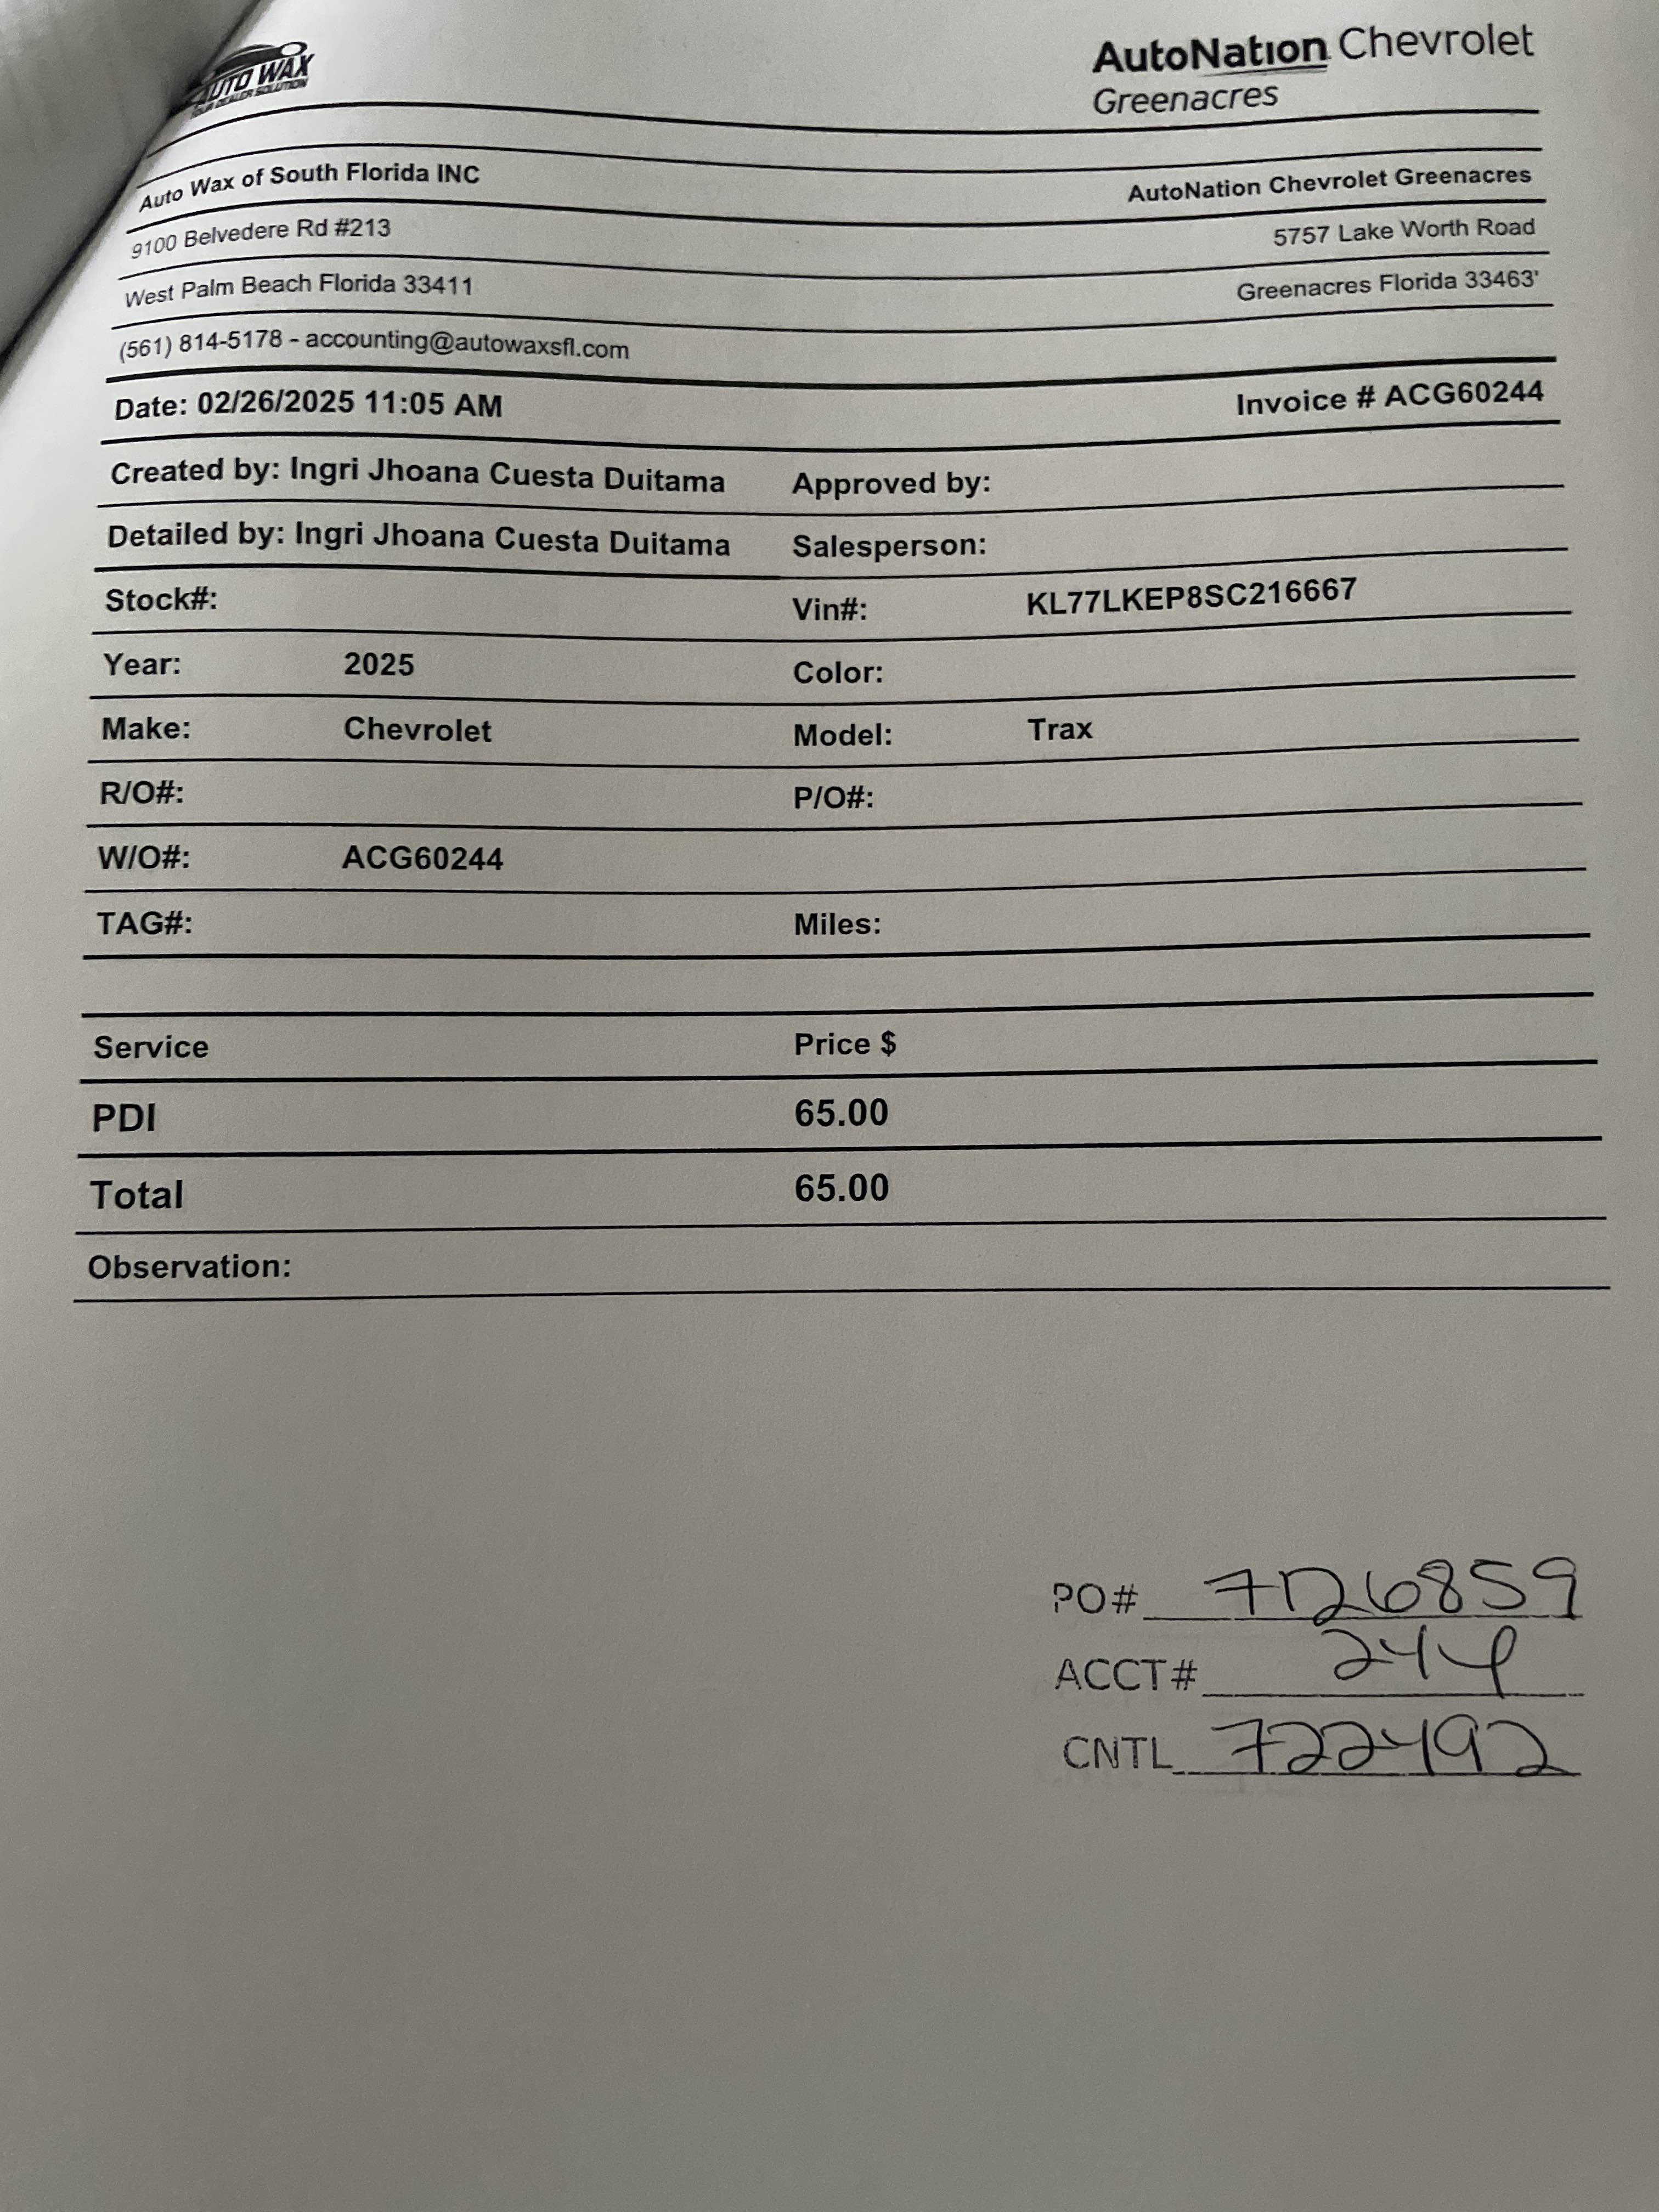 AUTO WAX
YOUR DEALER SOLUTION
AutoNation Chevrolet
Greenacres
Auto Wax of South Florida INC
AutoNation Chevrolet Greenacres
9100 Belvedere Rd #213
5757 Lake Worth Road
West Palm Beach Florida 33411
Greenacres Florida 33463'
(561) 814-5178 - accounting@autowaxsfl.com
Date: 02/26/2025 11:05 AM
Invoice # ACG60244
Created by: Ingri Jhoana Cuesta Duitama Approved by:
Detailed by: Ingri Jhoana Cuesta Duitama Salesperson:
Stock#: Vin#: KL77LKEP8SC216667
Year: 2025 Color:
Make: Chevrolet Model: Trax
R/O#: P/O#:
W/O#: ACG60244
TAG#: Miles:
Service Price $
PDI 65.00
Total 65.00
Observation:
PO# 7126859
ACCT# 244
CNTL 722492